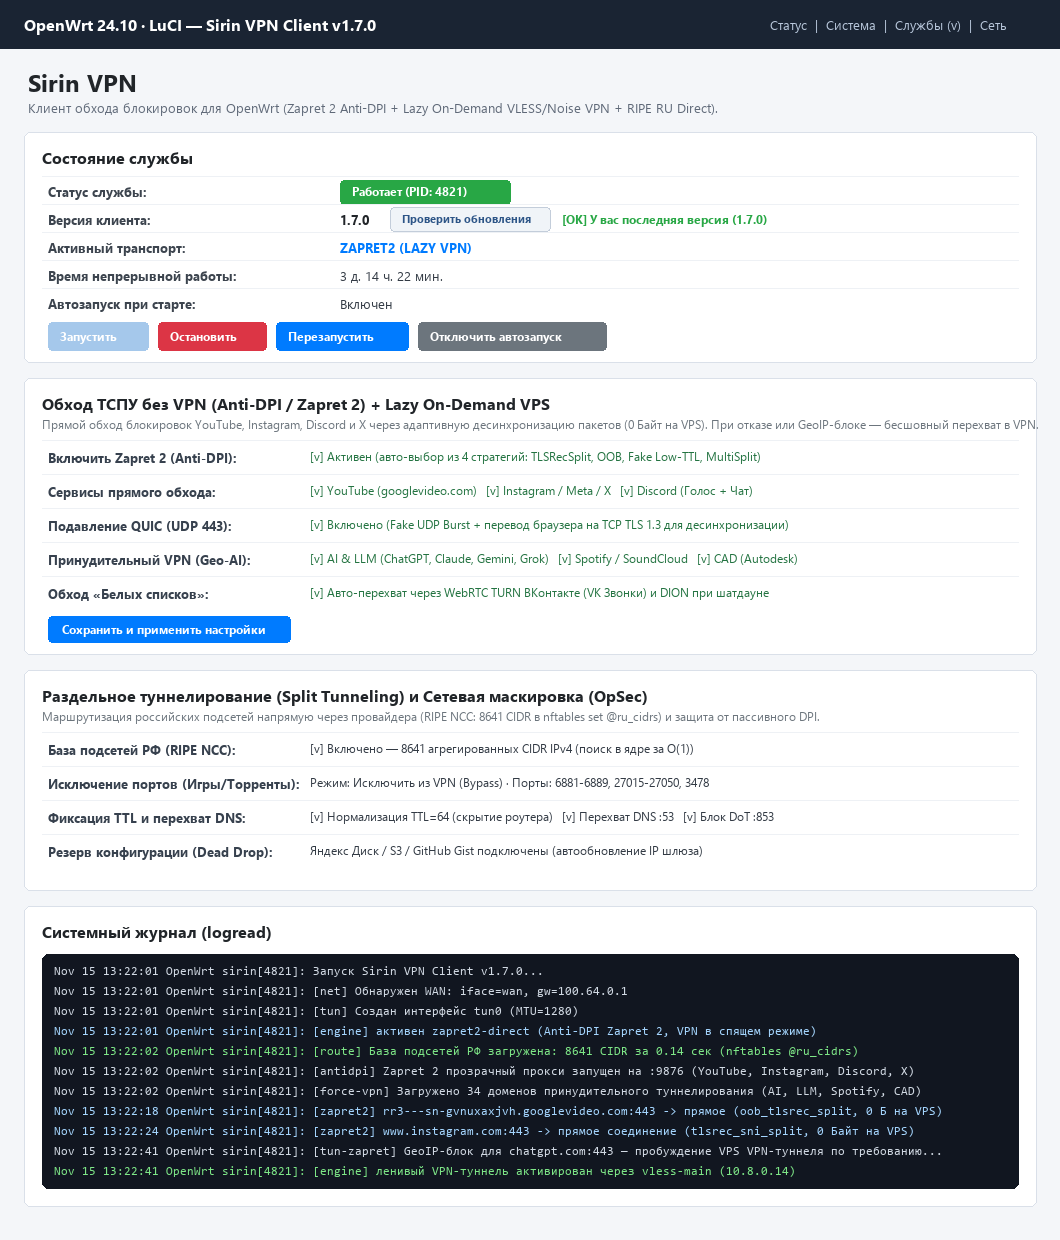 OpenWrt 24.10 · LuCI — Sirin VPN Client v1.7.0
Статус | Система | Службы (v) | Сеть
Sirin VPN
Клиент обхода блокировок для OpenWrt (Zapret 2 Anti-DPI + Lazy On-Demand VLESS/Noise VPN + RIPE RU Direct).
Состояние службы
Статус службы: Работает (PID: 4821)
Версия клиента: 1.7.0 Проверить обновления [OK] У вас последняя версия (1.7.0)
Активный транспорт: ZAPRET2 (LAZY VPN)
Время непрерывной работы: 3 д. 14 ч. 22 мин.
Автозапуск при старте: Включен
Запустить Остановить Перезапустить Отключить автозапуск
Обход ТСПУ без VPN (Anti-DPI / Zapret 2) + Lazy On-Demand VPS
Прямой обход блокировок YouTube, Instagram, Discord и X через адаптивную десинхронизацию пакетов (0 Байт на VPS). При отказе или GeoIP-блоке — бесшовный перехват в VPN.
Включить Zapret 2 (Anti-DPI): [v] Активен (авто-выбор из 4 стратегий: TLSRecSplit, OOB, Fake Low-TTL, MultiSplit)
Сервисы прямого обхода: [v] YouTube (googlevideo.com) [v] Instagram / Meta / X [v] Discord (Голос + Чат)
Подавление QUIC (UDP 443): [v] Включено (Fake UDP Burst + перевод браузера на TCP TLS 1.3 для десинхронизации)
Принудительный VPN (Geo-AI): [v] AI & LLM (ChatGPT, Claude, Gemini, Grok) [v] Spotify / SoundCloud [v] CAD (Autodesk)
Обход «Белых списков»: [v] Авто-перехват через WebRTC TURN ВКонтакте (VK Звонки) и DION при шатдауне
Сохранить и применить настройки
Раздельное туннелирование (Split Tunneling) и Сетевая маскировка (OpSec)
Маршрутизация российских подсетей напрямую через провайдера (RIPE NCC: 8641 CIDR в nftables set @ru_cidrs) и защита от пассивного DPI.
База подсетей РФ (RIPE NCC): [v] Включено — 8641 агрегированных CIDR IPv4 (поиск в ядре за O(1))
Исключение портов (Игры/Торренты): Режим: Исключить из VPN (Bypass) · Порты: 6881-6889, 27015-27050, 3478
Фиксация TTL и перехват DNS: [v] Нормализация TTL=64 (скрытие роутера) [v] Перехват DNS :53 [v] Блок DoT :853
Резерв конфигурации (Dead Drop): Яндекс Диск / S3 / GitHub Gist подключены (автообновление IP шлюза)
Системный журнал (logread)
Nov 15 13:22:01 OpenWrt sirin[4821]: Запуск Sirin VPN Client v1.7.0...
Nov 15 13:22:01 OpenWrt sirin[4821]: [net] Обнаружен WAN: iface=wan, gw=100.64.0.1
Nov 15 13:22:01 OpenWrt sirin[4821]: [tun] Создан интерфейс tun0 (MTU=1280)
Nov 15 13:22:01 OpenWrt sirin[4821]: [engine] активен zapret2-direct (Anti-DPI Zapret 2, VPN в спящем режиме)
Nov 15 13:22:02 OpenWrt sirin[4821]: [route] База подсетей РФ загружена: 8641 CIDR за 0.14 сек (nftables @ru_cidrs)
Nov 15 13:22:02 OpenWrt sirin[4821]: [antidpi] Zapret 2 прозрачный прокси запущен на :9876 (YouTube, Instagram, Discord, X)
Nov 15 13:22:02 OpenWrt sirin[4821]: [force-vpn] Загружено 34 доменов принудительного туннелирования (AI, LLM, Spotify, CAD)
Nov 15 13:22:18 OpenWrt sirin[4821]: [zapret2] rr3---sn-gvnuxaxjvh.googlevideo.com:443 -> прямое (oob_tlsrec_split, 0 Б на VPS)
Nov 15 13:22:24 OpenWrt sirin[4821]: [zapret2] www.instagram.com:443 -> прямое соединение (tlsrec_sni_split, 0 Байт на VPS)
Nov 15 13:22:41 OpenWrt sirin[4821]: [tun-zapret] GeoIP-блок для chatgpt.com:443 — пробуждение VPS VPN-туннеля по требованию...
Nov 15 13:22:41 OpenWrt sirin[4821]: [engine] ленивый VPN-туннель активирован через vless-main (10.8.0.14)